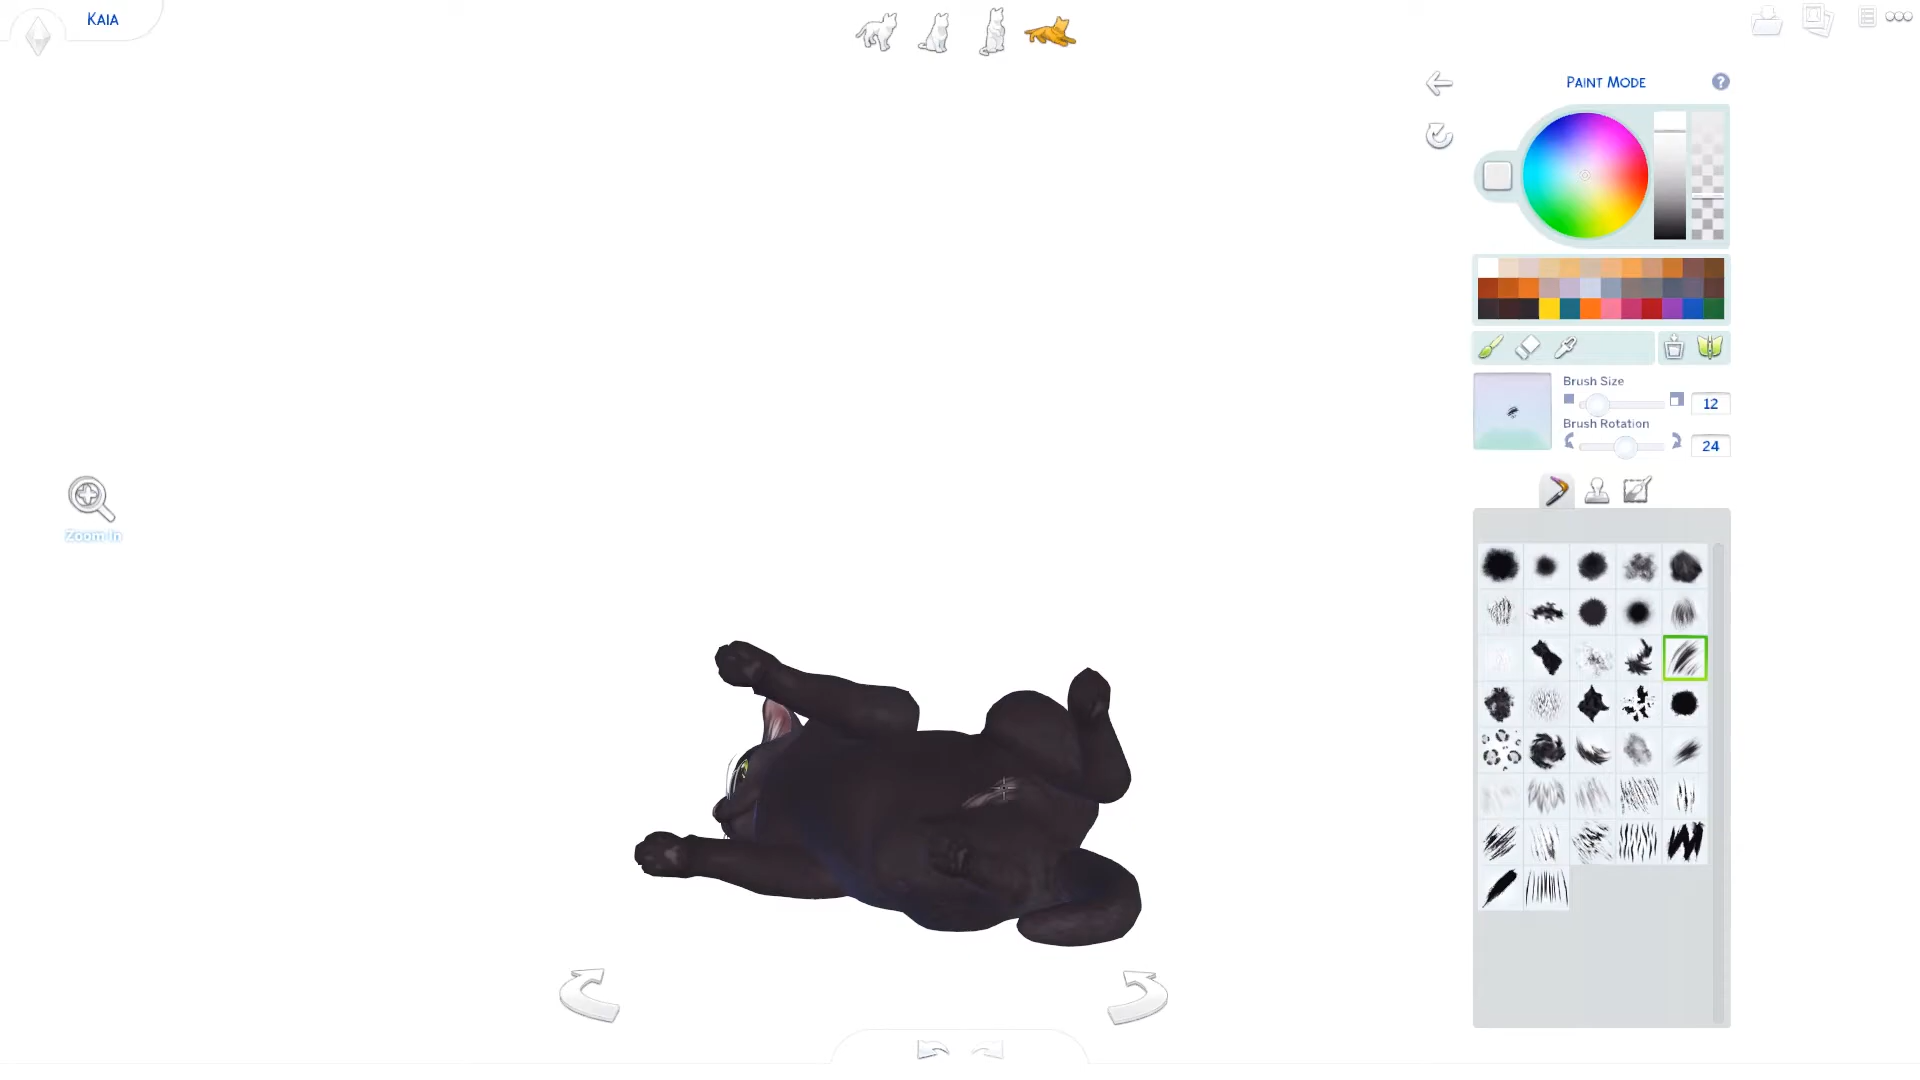 KAIA
PAINT MODE
?
Brush Size
12
Brush Rotation
24
Zoom In